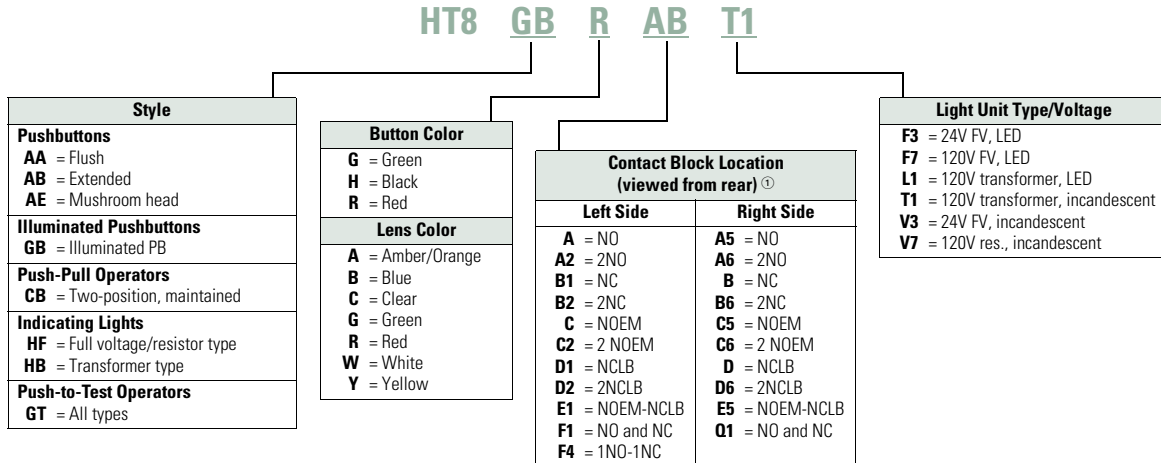 HT8 GB R AB T1
Style
Pushbuttons
AA = Flush
AB = Extended
AE = Mushroom head
Illuminated Pushbuttons
GB = Illuminated PB
Push-Pull Operators
CB = Two-position, maintained
Indicating Lights
HF = Full voltage/resistor type
HB = Transformer type
Push-to-Test Operators
GT = All types
Button Color
G = Green
H = Black
R = Red
Lens Color
A = Amber/Orange
B = Blue
C = Clear
G = Green
R = Red
W = White
Y = Yellow
Contact Block Location
(viewed from rear) ①
Left Side
A = NO
A2 = 2NO
B1 = NC
B2 = 2NC
C = NOEM
C2 = 2 NOEM
D1 = NCLB
D2 = 2NCLB
E1 = NOEM-NCLB
F1 = NO and NC
F4 = 1NO-1NC
Right Side
A5 = NO
A6 = 2NO
B = NC
B6 = 2NC
C5 = NOEM
C6 = 2 NOEM
D = NCLB
D6 = 2NCLB
E5 = NOEM-NCLB
Q1 = NO and NC
Light Unit Type/Voltage
F3 = 24V FV, LED
F7 = 120V FV, LED
L1 = 120V transformer, LED
T1 = 120V transformer, incandescent
V3 = 24V FV, incandescent
V7 = 120V res., incandescent